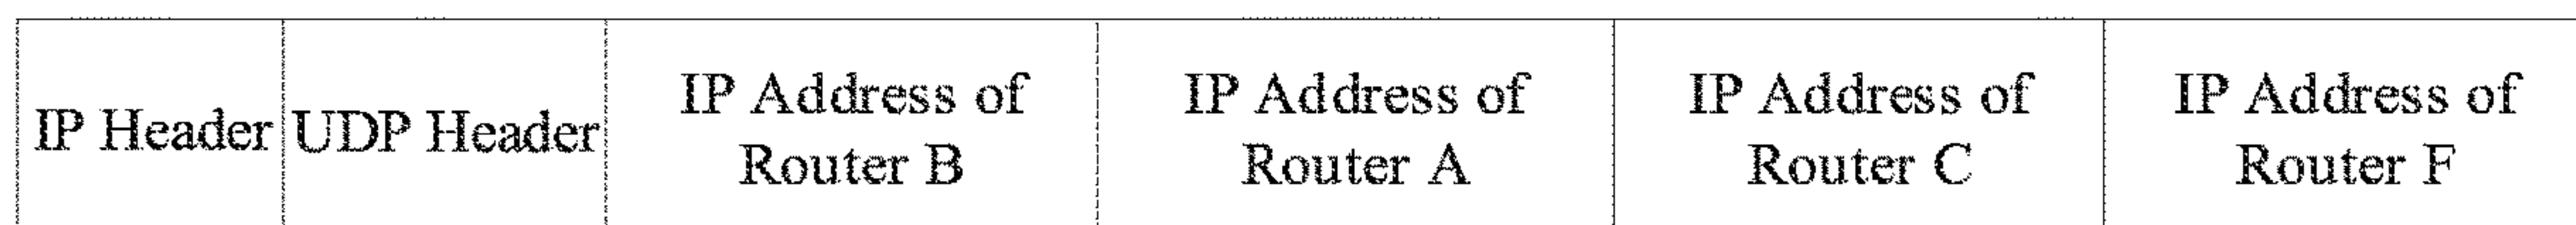 IP Header
UDP Header
IP Address of
Router B
IP Address of
Router A
IP Address of
Router C
IP Address of
Router F